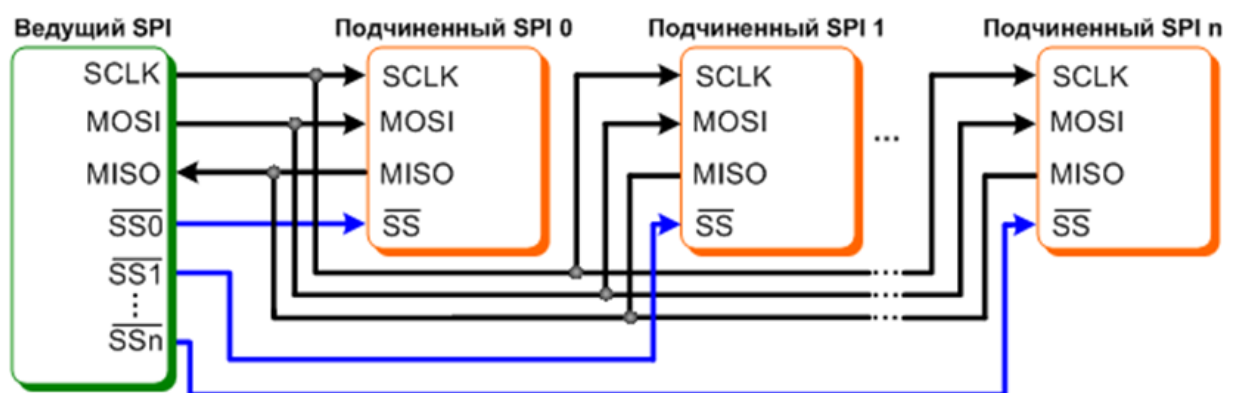 Ведущий SPI
SCLK
MOSI
MISO
SS0
SS1
⋮
SSn
Подчиненный SPI 0
SCLK
MOSI
MISO
SS
Подчиненный SPI 1
SCLK
MOSI
MISO
SS
...
Подчиненный SPI n
SCLK
MOSI
MISO
SS